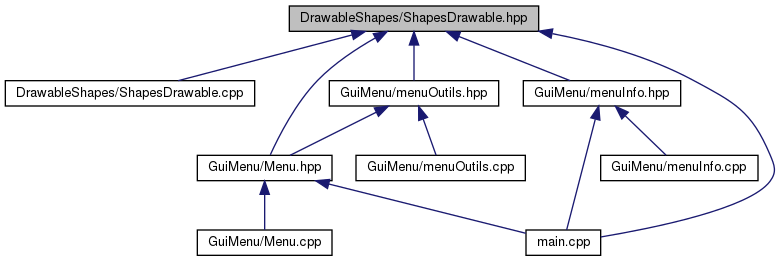 DrawableShapes/ShapesDrawable.hpp
DrawableShapes/ShapesDrawable.cpp
GuiMenu/menuOutils.hpp
GuiMenu/menuInfo.hpp
GuiMenu/Menu.hpp
GuiMenu/menuOutils.cpp
GuiMenu/menuInfo.cpp
GuiMenu/Menu.cpp
main.cpp